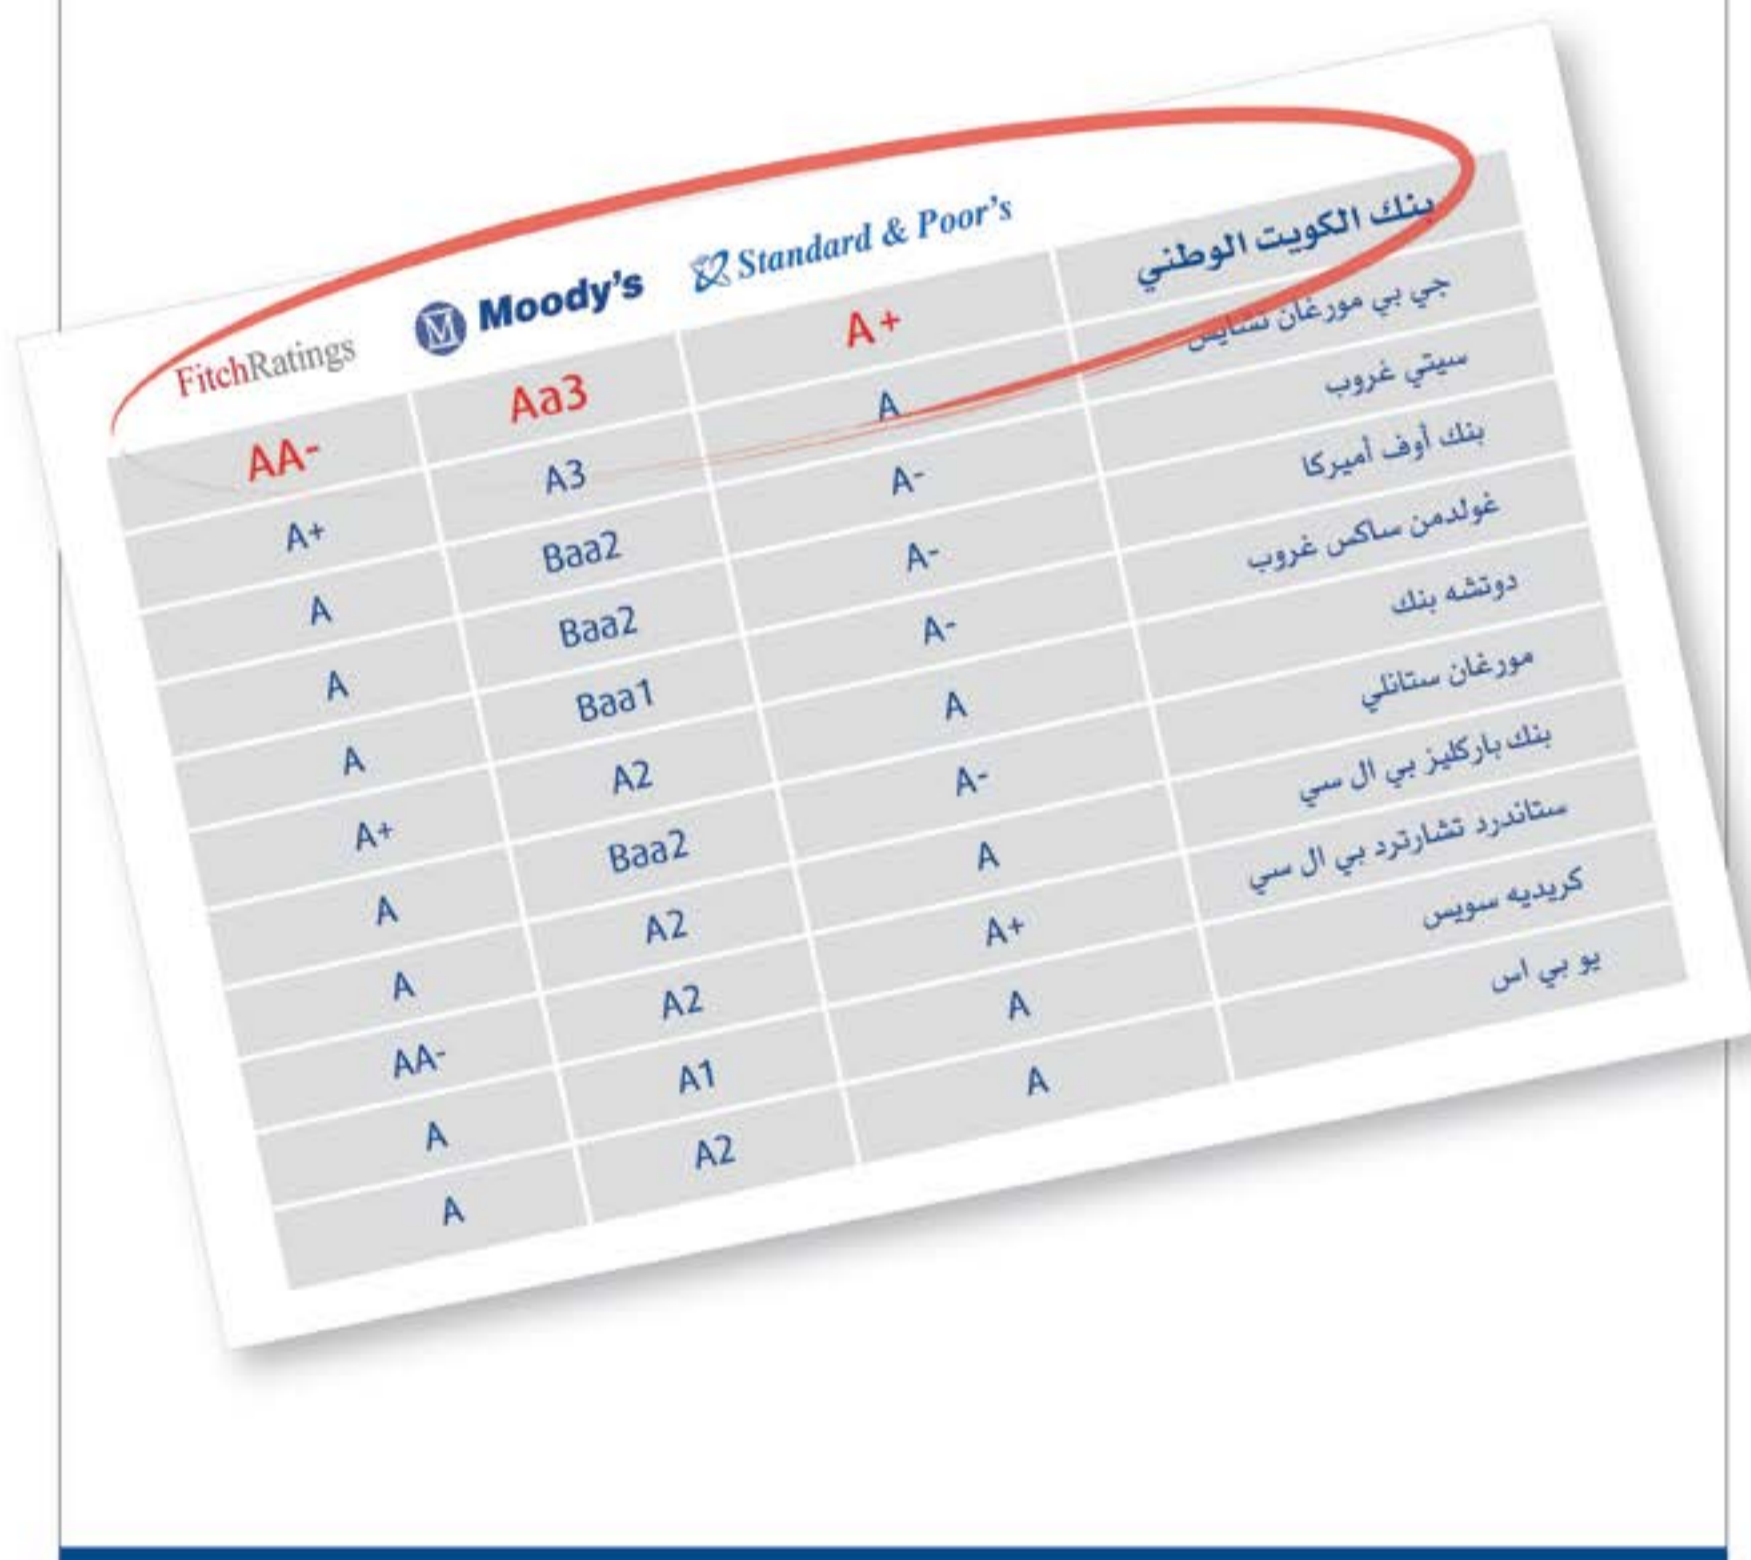 Standard & Poor's Moody's FitchRatings
بنك الكويت الوطني A+ Aa3 AA-
جي بي مورغان تشايس A A3 A+
سيتي غروب A- Baa2 A
بنك أوف أميركا A- Baa2 A
غولدمن ساكس غروب A- Baa1 A
دوتشه بنك A A2 A+
مورغان ستانلي A- Baa2 A
بنك باركليز بي ال سي A A2 A
ستاندرد تشارترد بي ال سي A+ A2 AA-
كريديه سويس A A1 A
يو بي اس A A2 A